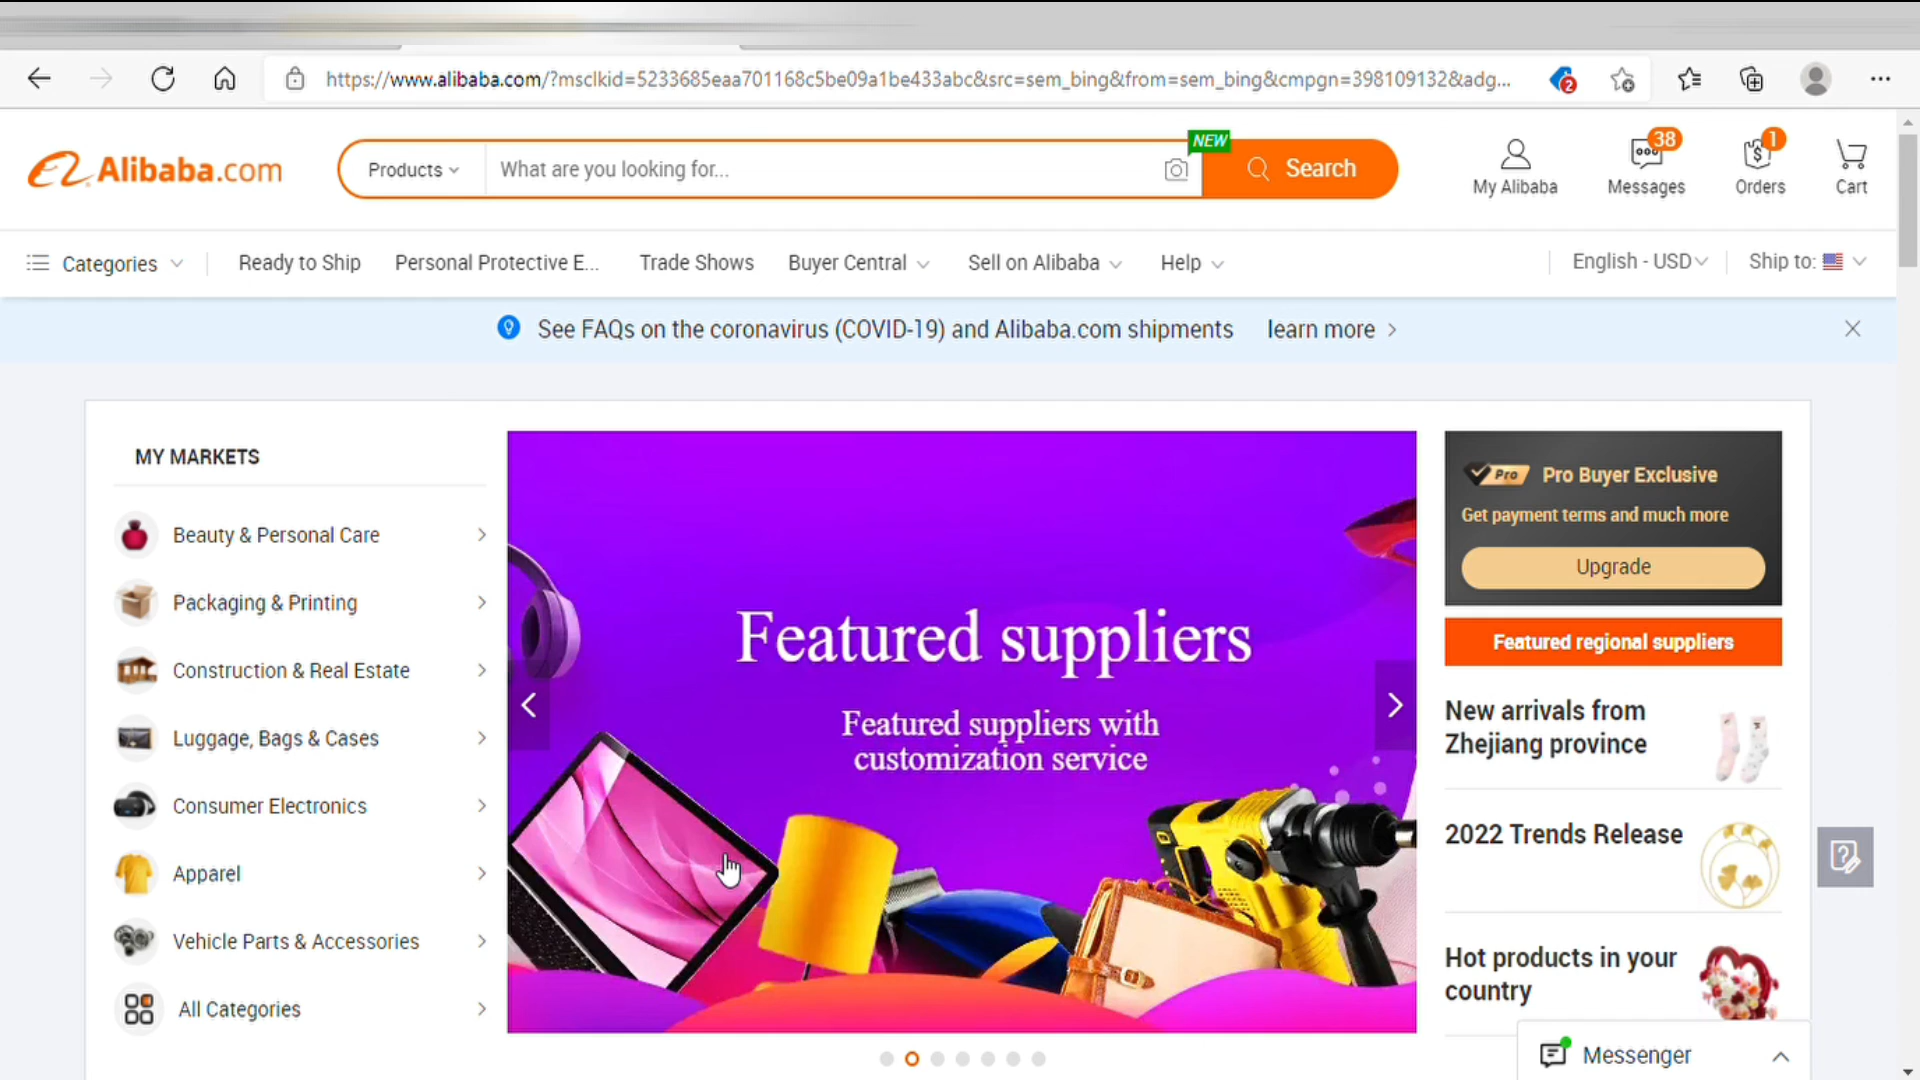 https://www.alibaba.com/?msclkid=5233685eaa701168c5be09a1be433abc&src=sem_bing&from=sem_bing&cmpgn=398109132&adg...
2
Alibaba.com
Products
What are you looking for...
NEW
Search
My Alibaba
38
Messages
1
Orders
Cart
Categories
Ready to Ship
Personal Protective E...
Trade Shows
Buyer Central
Sell on Alibaba
Help
English - USD
Ship to:
See FAQs on the coronavirus (COVID-19) and Alibaba.com shipments
learn more
MY MARKETS
Beauty & Personal Care
Packaging & Printing
Construction & Real Estate
Luggage, Bags & Cases
Consumer Electronics
Apparel
Vehicle Parts & Accessories
All Categories
Featured suppliers
Featured suppliers with
customization service
Pro
Pro Buyer Exclusive
Get payment terms and much more
Upgrade
Featured regional suppliers
New arrivals from
Zhejiang province
2022 Trends Release
Hot products in your
country
Messenger